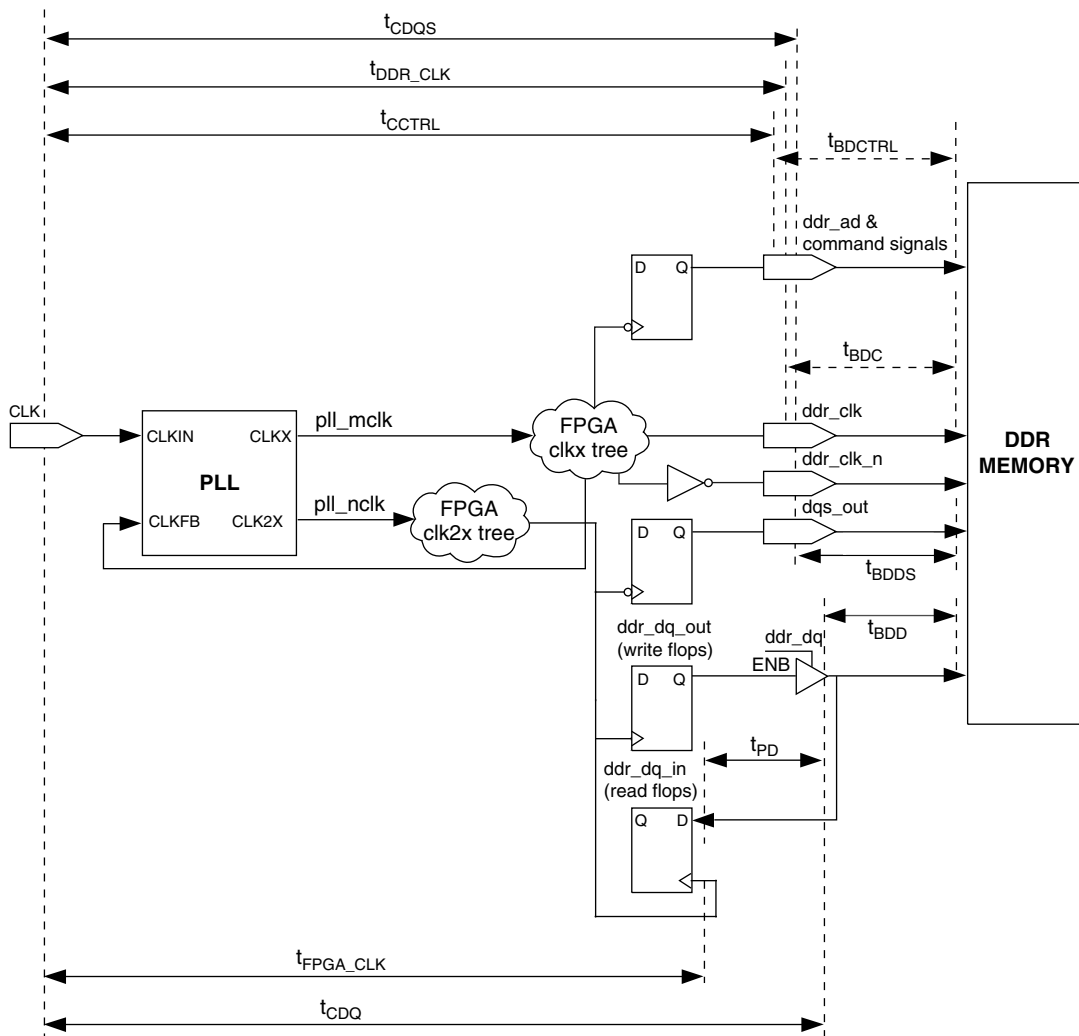 tCDQS
tDDR_CLK
tCCTRL
tBDCTRL
ddr_ad &
command signals
D Q
tBDC
CLK
CLKIN CLKX
PLL
CLKFB CLK2X
pll_mclk
pll_nclk
FPGA
clkx tree
FPGA
clk2x tree
ddr_clk
ddr_clk_n
dqs_out
DDR
MEMORY
D Q
tBDDS
tBDD
ddr_dq_out
(write flops)
ddr_dq
ENB
D Q
tPD
ddr_dq_in
(read flops)
Q D
tFPGA_CLK
tCDQ